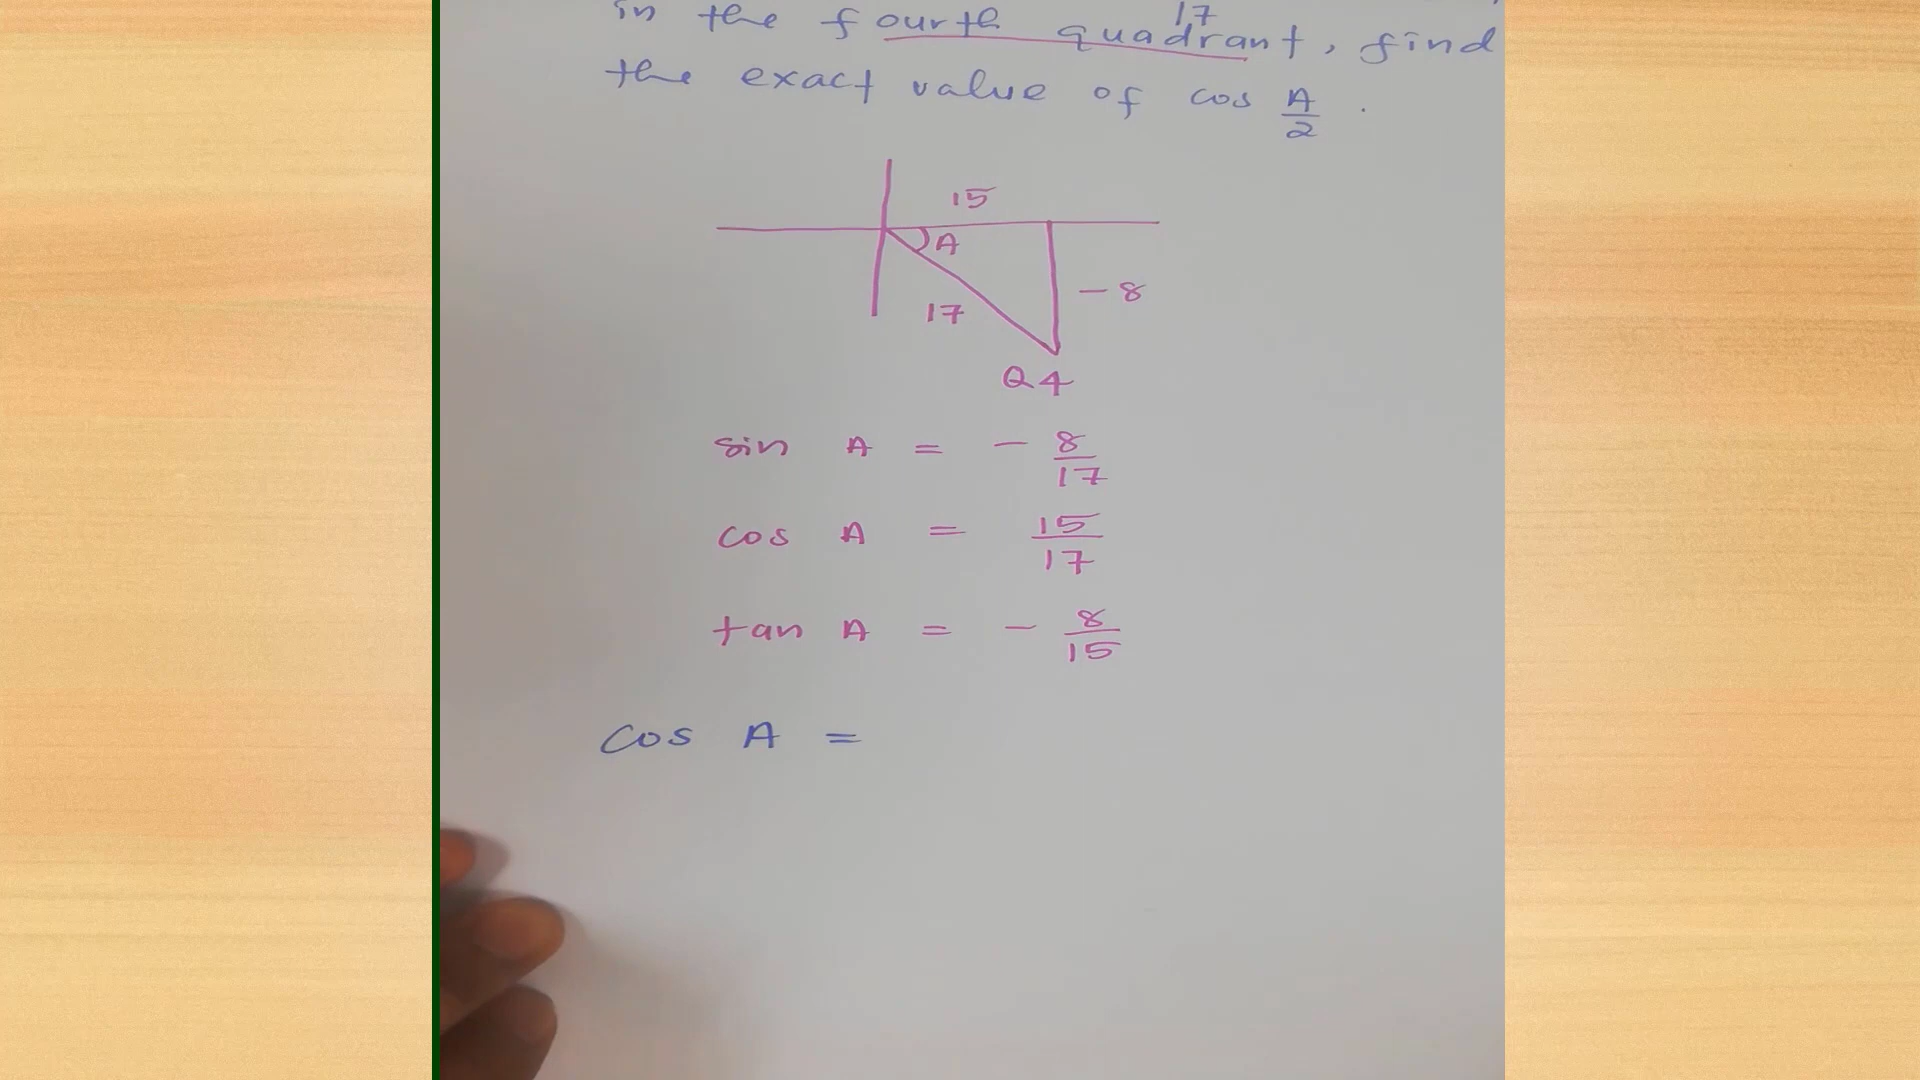 17
in the fourth quadrant, find
the exact value of cos A/2 .
15
A
17
-8
Q4
sin A = - 8/17
cos A = 15/17
tan A = - 8/15
cos A =